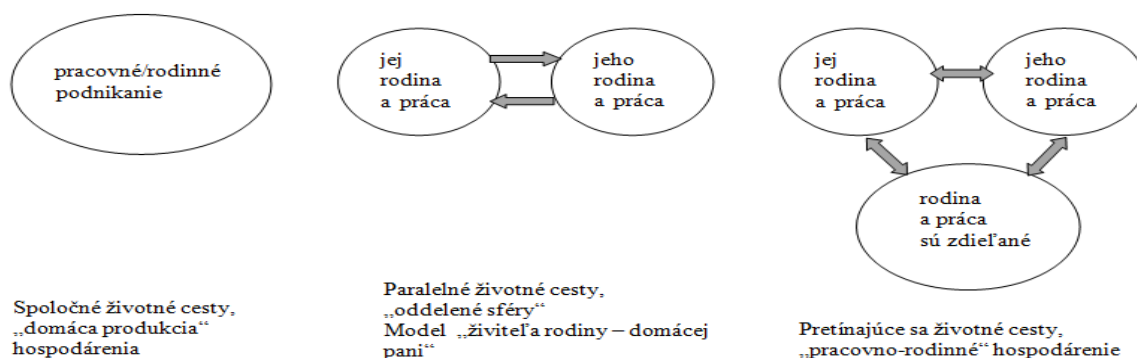 pracovné/rodinné
podnikanie
jej
rodina
a práca
jeho
rodina
a práca
jej
rodina
a práca
jeho
rodina
a práca
rodina
a práca
sú zdieľané
Spoločné životné cesty,
„domáca produkcia“
hospodárenia
Paralelné životné cesty,
„oddelené sféry“
Model „živiteľa rodiny – domácej
pani“
Pretínajúce sa životné cesty,
„pracovno-rodinné“ hospodárenie